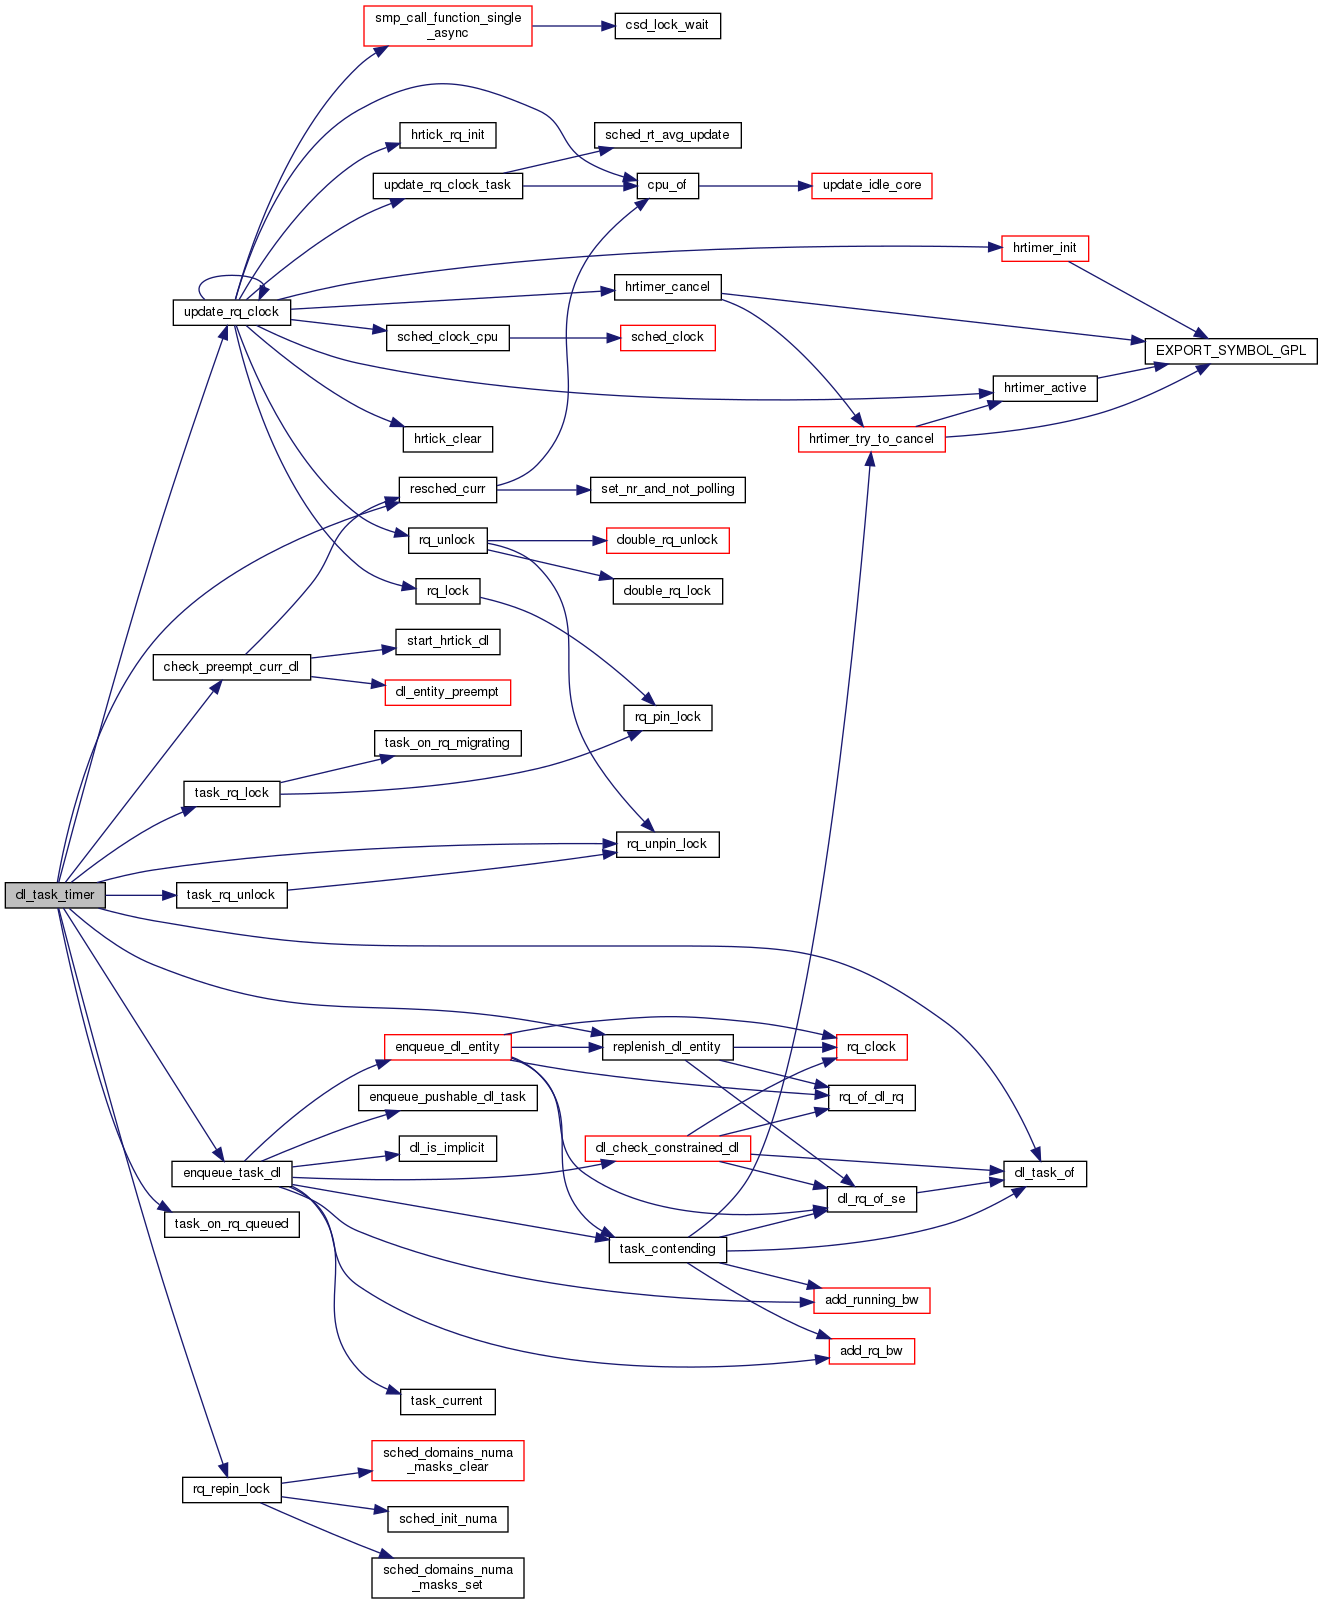 smp_call_function_single
_async
csd_lock_wait
hrtick_rq_init
sched_rt_avg_update
update_rq_clock_task
cpu_of
update_idle_core
hrtimer_init
hrtimer_cancel
update_rq_clock
sched_clock_cpu
sched_clock
EXPORT_SYMBOL_GPL
hrtimer_active
hrtick_clear
hrtimer_try_to_cancel
resched_curr
set_nr_and_not_polling
rq_unlock
double_rq_unlock
rq_lock
double_rq_lock
start_hrtick_dl
check_preempt_curr_dl
dl_entity_preempt
rq_pin_lock
task_on_rq_migrating
task_rq_lock
rq_unpin_lock
dl_task_timer
task_rq_unlock
enqueue_dl_entity
replenish_dl_entity
rq_clock
enqueue_pushable_dl_task
rq_of_dl_rq
dl_is_implicit
dl_check_constrained_dl
enqueue_task_dl
dl_task_of
dl_rq_of_se
task_on_rq_queued
task_contending
add_running_bw
add_rq_bw
task_current
sched_domains_numa
_masks_clear
rq_repin_lock
sched_init_numa
sched_domains_numa
_masks_set